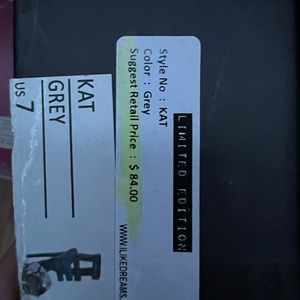 LIMITED EDITION
Style No : KAT
Color : Grey
Suggest Retail Price : $ 84.00
WWW.ILIKEDREAMS.
KAT
GREY
US 7